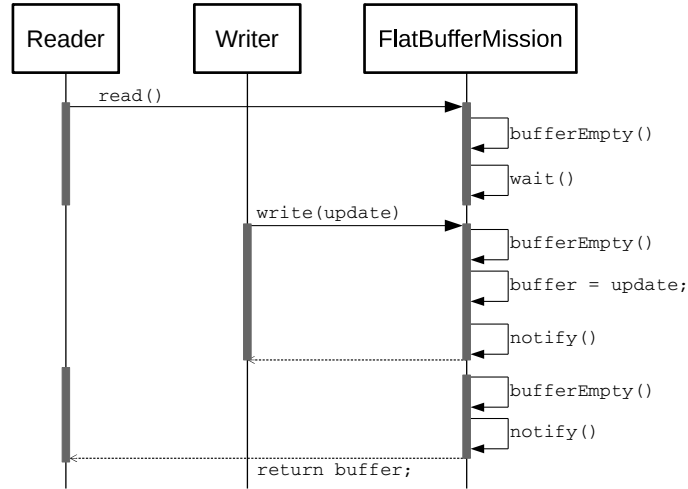 Reader
Writer
FlatBufferMission
read()
bufferEmpty()
wait()
write(update)
bufferEmpty()
buffer = update;
notify()
bufferEmpty()
notify()
return buffer;